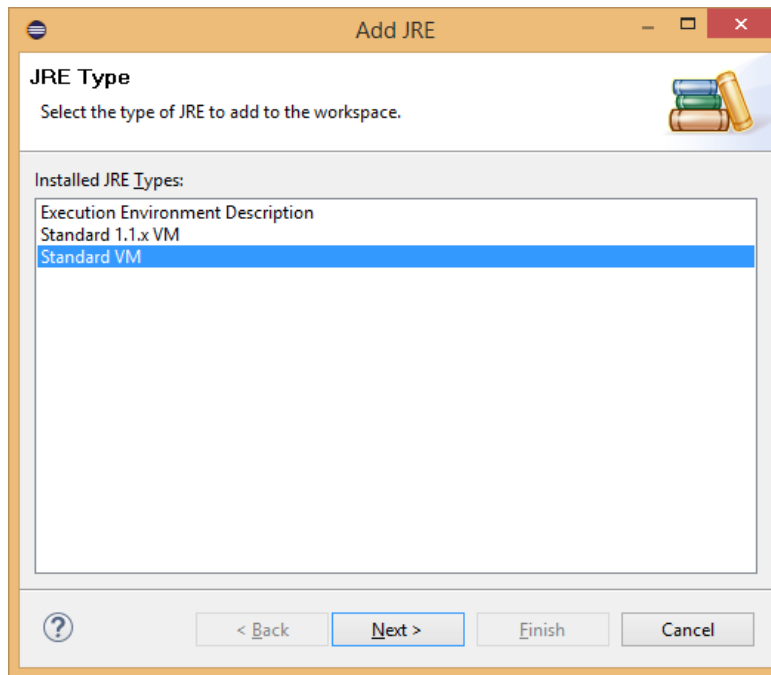 Add JRE
JRE Type
Select the type of JRE to add to the workspace.
Installed JRE Types:
Execution Environment Description
Standard 1.1.x VM
Standard VM
< Back Next > Finish Cancel